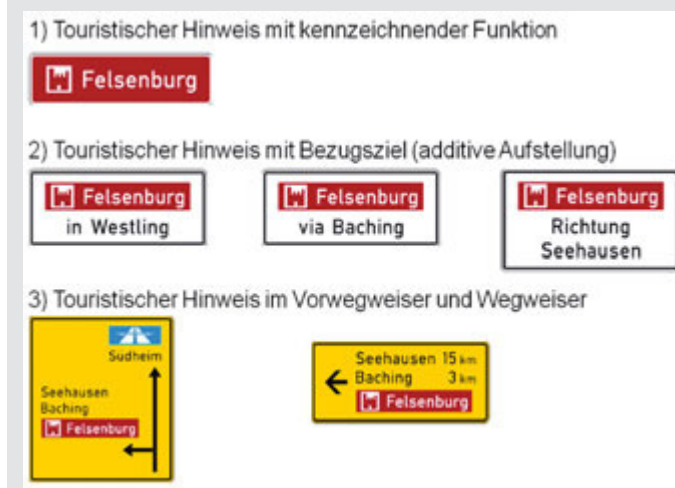 1) Touristischer Hinweis mit kennzeichnender Funktion
Felsenburg
2) Touristischer Hinweis mit Bezugsziel (additive Aufstellung)
Felsenburg
in Westling
Felsenburg
via Baching
Felsenburg
Richtung
Seehausen
3) Touristischer Hinweis im Vorwegweiser und Wegweiser
Sudheim
Seehausen
Baching
Felsenburg
Seehausen 15 km
Baching 3 km
Felsenburg